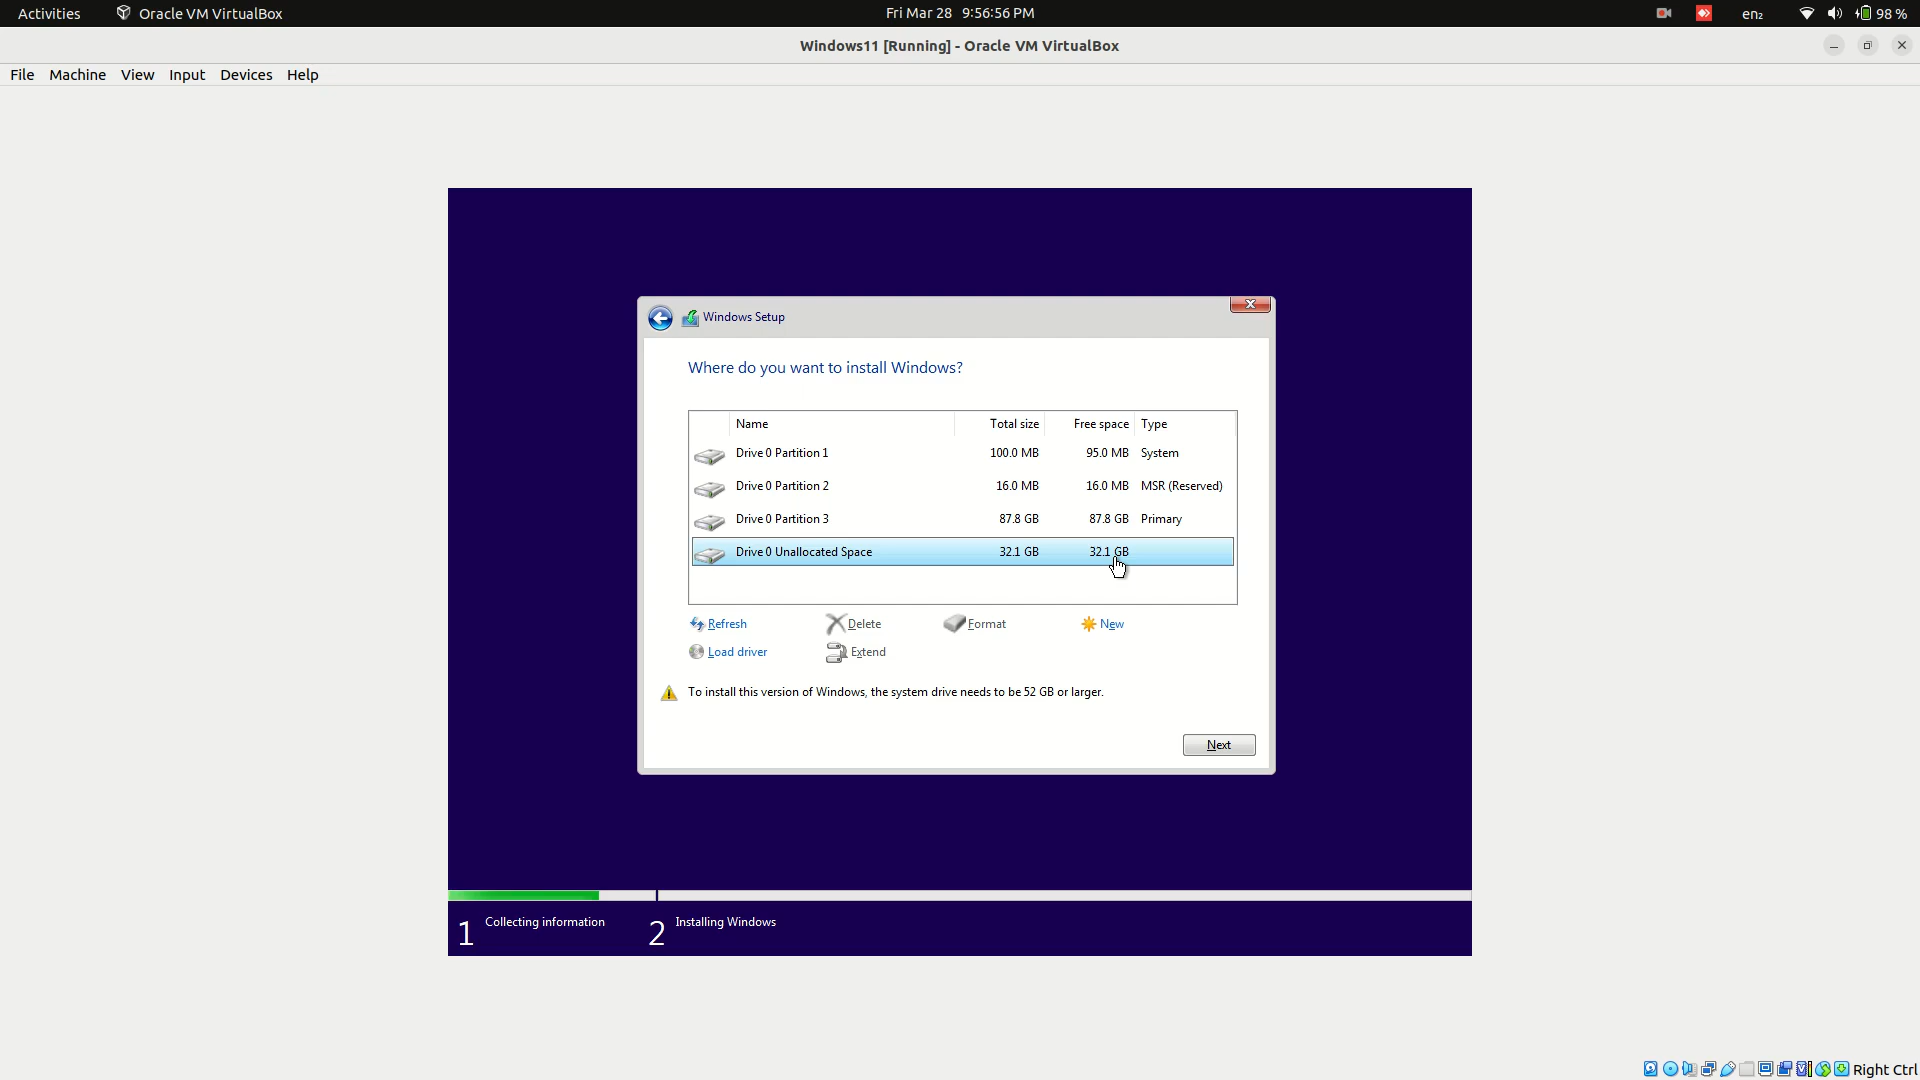 Activities Oracle VM VirtualBox Fri Mar 28 9:56:56 PM en₂ 98 %
Windows11 [Running] - Oracle VM VirtualBox
File Machine View Input Devices Help
Windows Setup
Where do you want to install Windows?
Name Total size Free space Type
Drive 0 Partition 1 100.0 MB 95.0 MB System
Drive 0 Partition 2 16.0 MB 16.0 MB MSR (Reserved)
Drive 0 Partition 3 87.8 GB 87.8 GB Primary
Drive 0 Unallocated Space 32.1 GB 32.1 GB
Refresh Delete Format New
Load driver Extend
To install this version of Windows, the system drive needs to be 52 GB or larger.
Next
1 Collecting information 2 Installing Windows
Right Ctrl